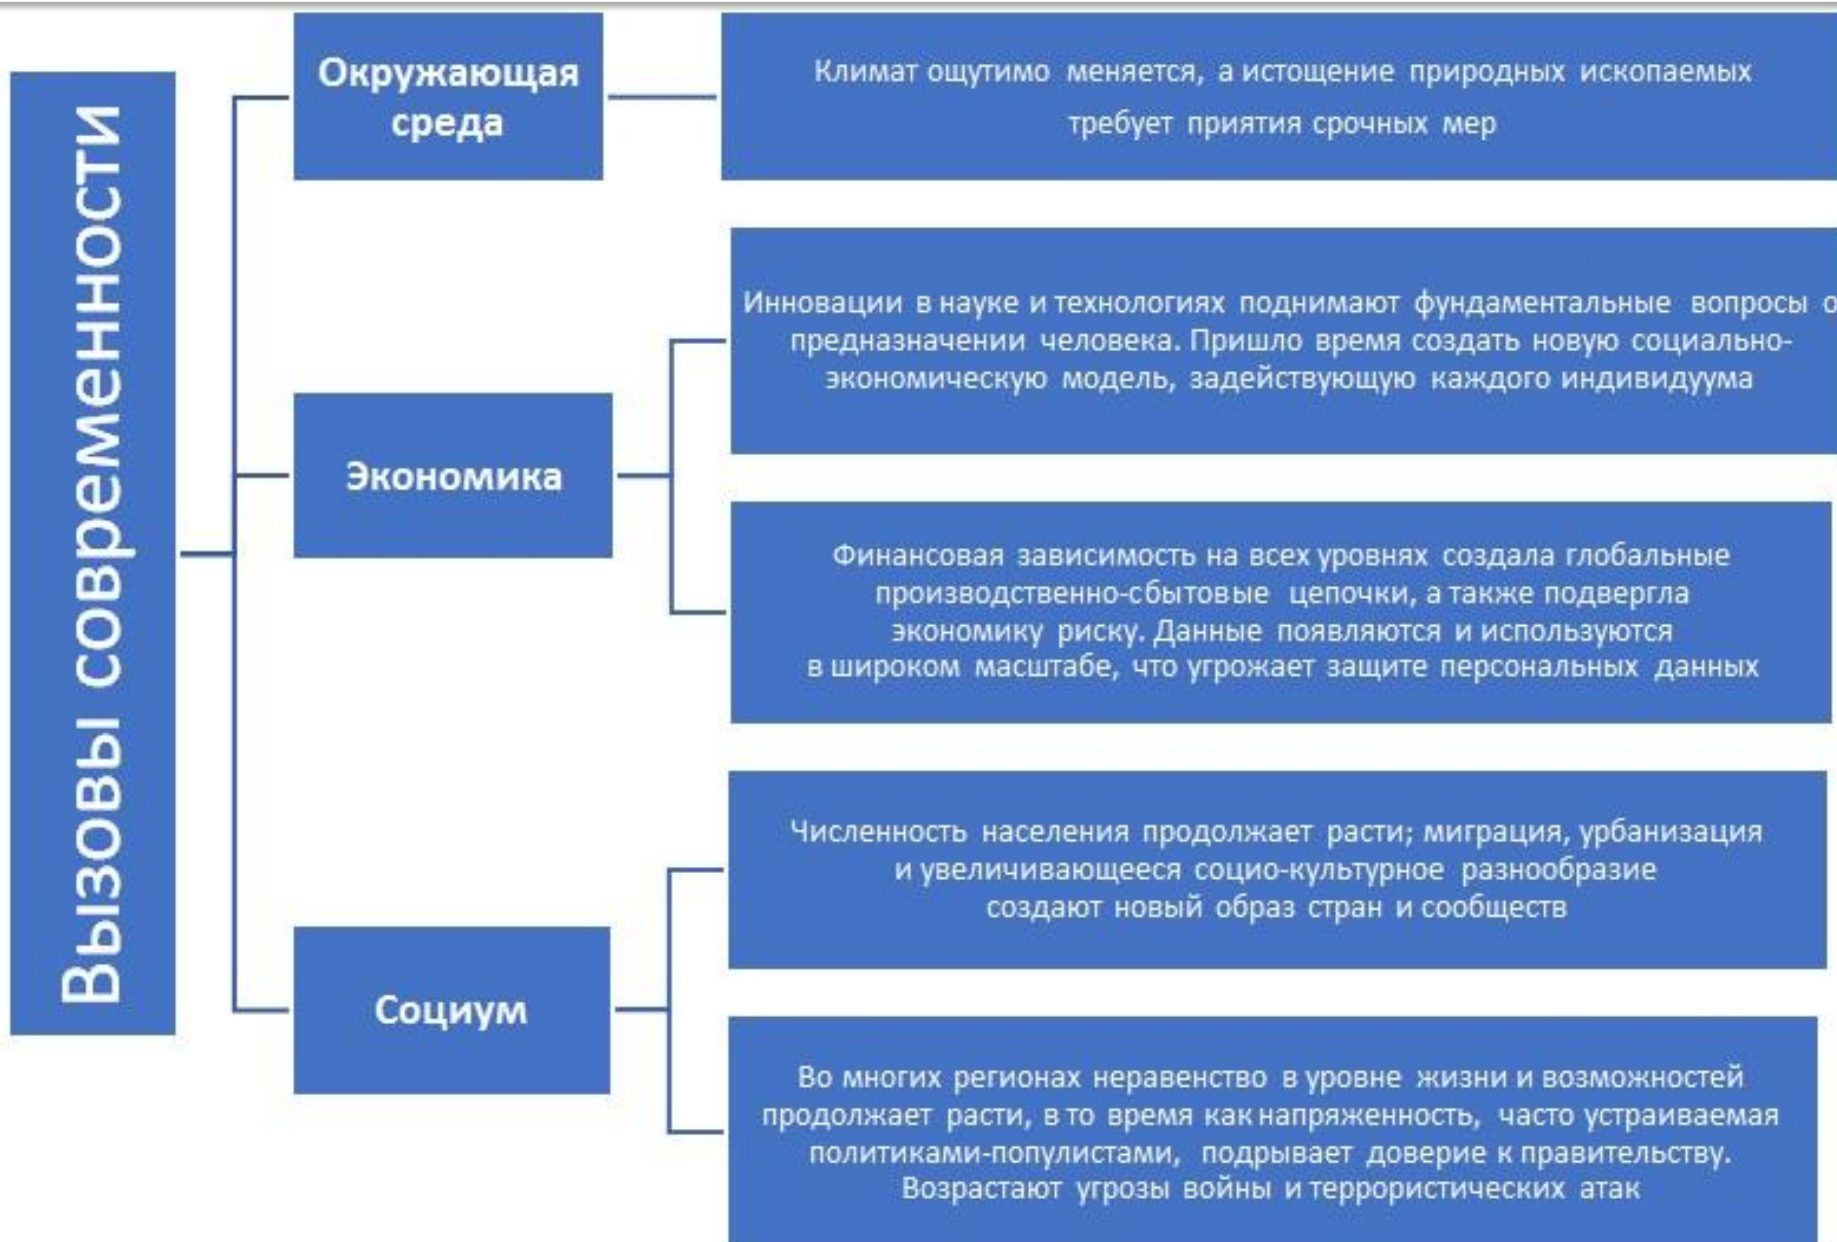 Вызовы современности
Окружающая
среда
Климат ощутимо меняется, а истощение природных ископаемых
требует приятия срочных мер
Экономика
Инновации в науке и технологиях поднимают фундаментальные вопросы о
предназначении человека. Пришло время создать новую социально-
экономическую модель, задействующую каждого индивидуума
Финансовая зависимость на всех уровнях создала глобальные
производственно-сбытовые цепочки, а также подвергла
экономику риску. Данные появляются и используются
в широком масштабе, что угрожает защите персональных данных
Социум
Численность населения продолжает расти; миграция, урбанизация
и увеличивающееся социо-культурное разнообразие
создают новый образ стран и сообществ
Во многих регионах неравенство в уровне жизни и возможностей
продолжает расти, в то время как напряженность, часто устраиваемая
политиками-популистами, подрывает доверие к правительству.
Возрастают угрозы войны и террористических атак